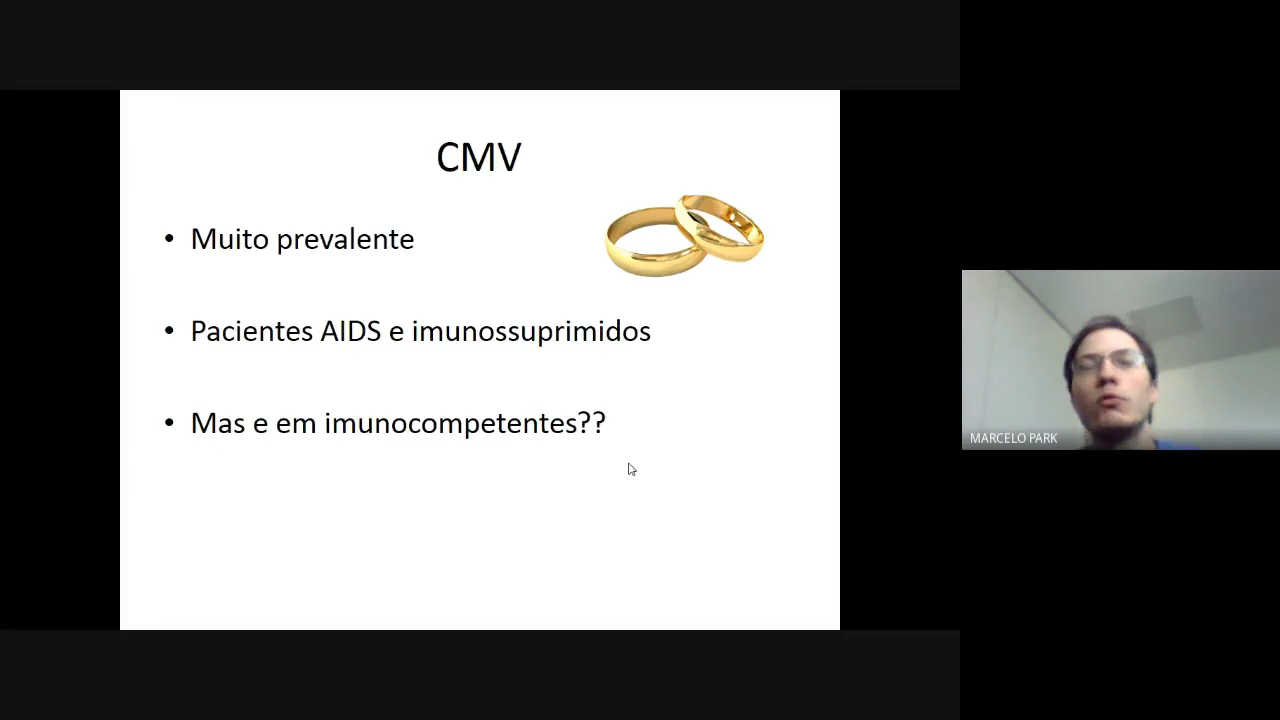 CMV
• Muito prevalente
• Pacientes AIDS e imunossuprimidos
• Mas e em imunocompetentes??
MARCELO PARK